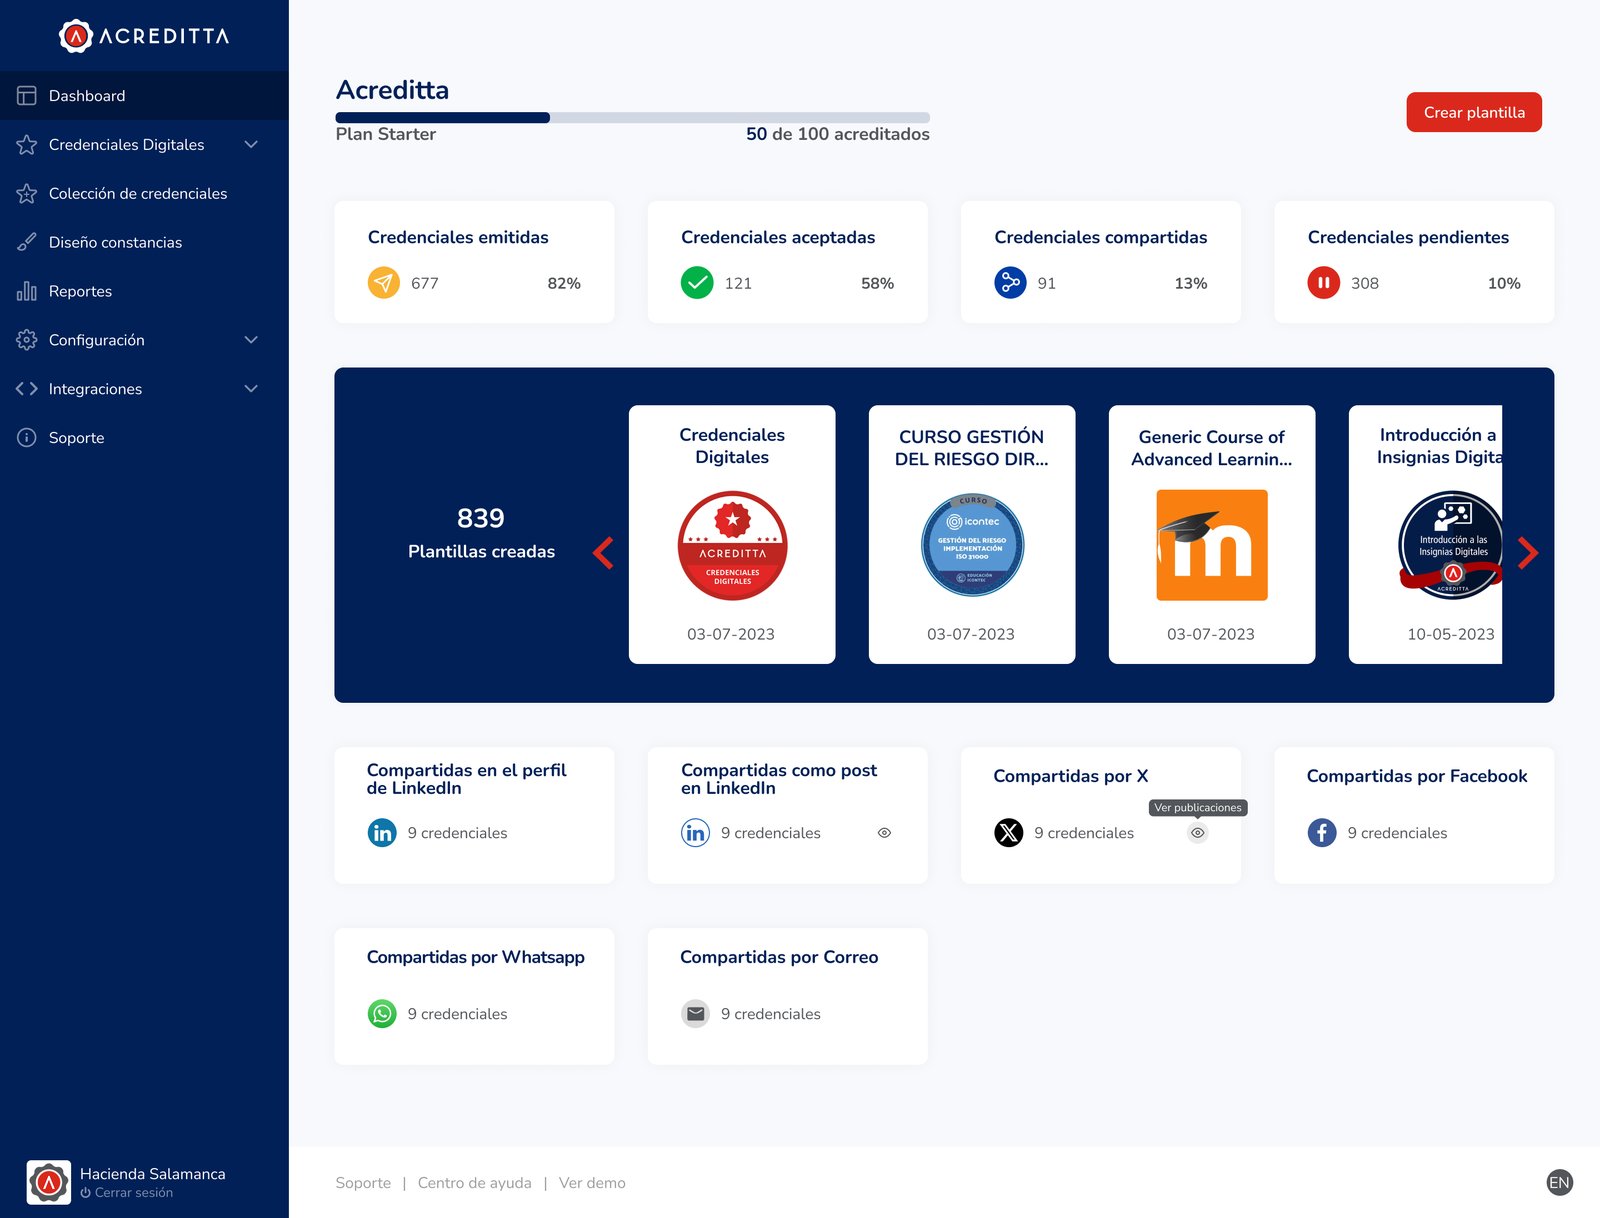 ACREDITTA
Dashboard
Credenciales Digitales
Colección de credenciales
Diseño constancias
Reportes
Configuración
Integraciones
Soporte
Hacienda Salamanca
Cerrar sesión
Acreditta
Plan Starter
50 de 100 acreditados
Crear plantilla
Credenciales emitidas
677
82%
Credenciales aceptadas
121
58%
Credenciales compartidas
91
13%
Credenciales pendientes
308
10%
839
Plantillas creadas
Credenciales
Digitales
ACREDITTA
CREDENCIALES
DIGITALES
03-07-2023
CURSO GESTIÓN
DEL RIESGO DIR...
CURSO
icontec
GESTIÓN DEL RIESGO
IMPLEMENTACIÓN
ISO 31000
EDUCACIÓN
ICONTEC
03-07-2023
Generic Course of
Advanced Learnin...
m
03-07-2023
Introducción a
Insignias Digita
Introducción a las
Insignias Digitales
ACREDITTA
10-05-2023
Compartidas en el perfil
de LinkedIn
in
9 credenciales
Compartidas como post
en LinkedIn
in
9 credenciales
Compartidas por X
Ver publicaciones
X
9 credenciales
Compartidas por Facebook
f
9 credenciales
Compartidas por Whatsapp
9 credenciales
Compartidas por Correo
9 credenciales
Soporte | Centro de ayuda | Ver demo
EN